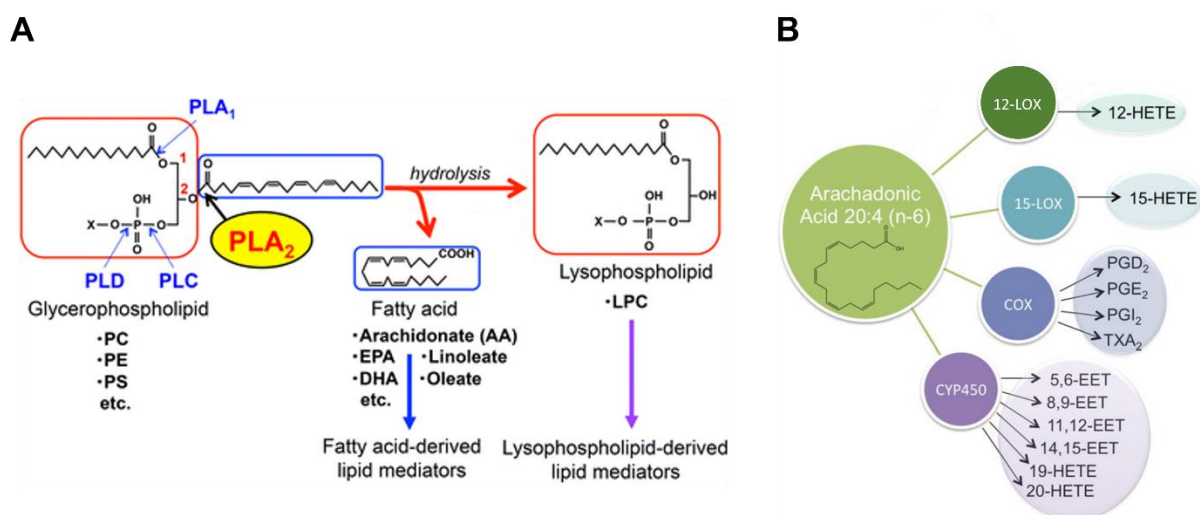 A
PLA1
O
O
1
2
O
OH
X
O
P
O
O
PLA2
PLD
PLC
Glycerophospholipid
·PC
·PE
·PS
etc.
hydrolysis
COOH
Fatty acid
·Arachidonate (AA)
·EPA ·Linoleate
·DHA ·Oleate
etc.
Fatty acid-derived
lipid mediators
O
O
OH
OH
X
O
P
O
O
Lysophospholipid
·LPC
Lysophospholipid-derived
lipid mediators
B
Arachadonic
Acid 20:4 (n-6)
O
OH
12-LOX
12-HETE
15-LOX
15-HETE
COX
PGD2
PGE2
PGI2
TXA2
CYP450
5,6-EET
8,9-EET
11,12-EET
14,15-EET
19-HETE
20-HETE